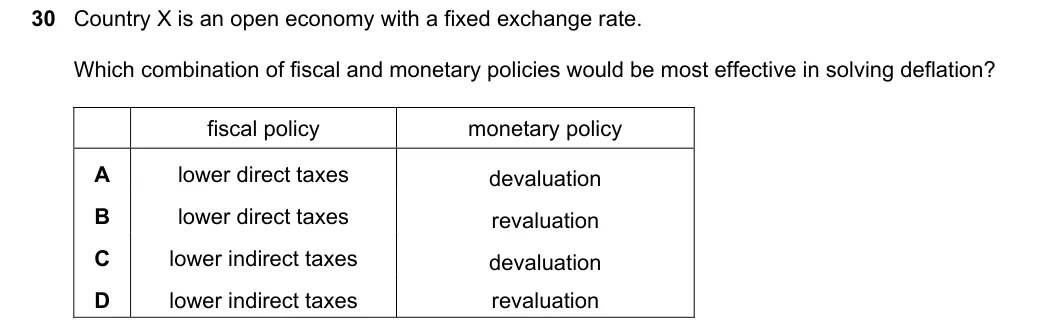 30 Country X is an open economy with a fixed exchange rate.
Which combination of fiscal and monetary policies would be most effective in solving deflation?
fiscal policy monetary policy
A lower direct taxes devaluation
B lower direct taxes revaluation
C lower indirect taxes devaluation
D lower indirect taxes revaluation